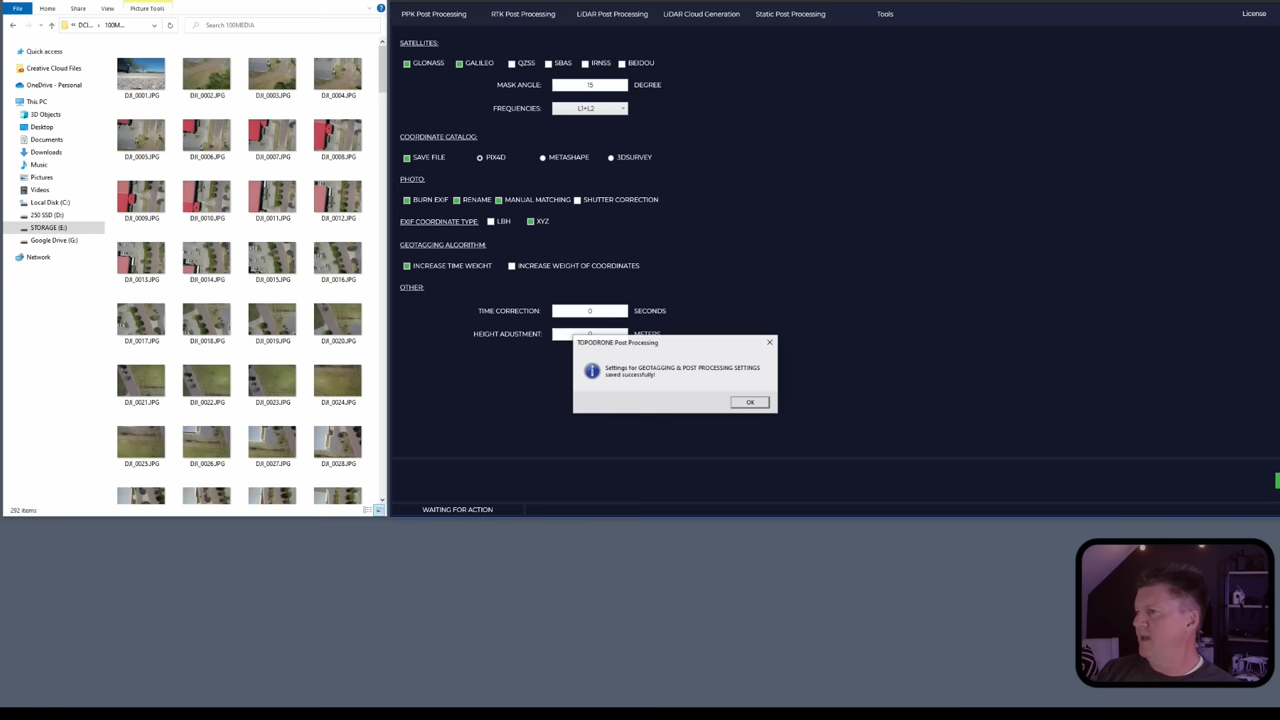 File Home Share View Picture Tools
« DCI... › 100M...
Search 100MEDIA
Quick access
Creative Cloud Files
OneDrive - Personal
This PC
3D Objects
Desktop
Documents
Downloads
Music
Pictures
Videos
Local Disk (C:)
250 SSD (D:)
STORAGE (E:)
Google Drive (G:)
Network
DJI_0001.JPG DJI_0002.JPG DJI_0003.JPG DJI_0004.JPG
DJI_0005.JPG DJI_0006.JPG DJI_0007.JPG DJI_0008.JPG
DJI_0009.JPG DJI_0010.JPG DJI_0011.JPG DJI_0012.JPG
DJI_0013.JPG DJI_0014.JPG DJI_0015.JPG DJI_0016.JPG
DJI_0017.JPG DJI_0018.JPG DJI_0019.JPG DJI_0020.JPG
DJI_0021.JPG DJI_0022.JPG DJI_0023.JPG DJI_0024.JPG
DJI_0025.JPG DJI_0026.JPG DJI_0027.JPG DJI_0028.JPG
292 items
PPK Post Processing RTK Post Processing LiDAR Post Processing LiDAR Cloud Generation Static Post Processing Tools License
SATELLITES:
GLONASS GALILEO QZSS SBAS IRNSS BEIDOU
MASK ANGLE: 15 DEGREE
FREQUENCIES: L1+L2
COORDINATE CATALOG:
SAVE FILE PIX4D METASHAPE 3DSURVEY
PHOTO:
BURN EXIF RENAME MANUAL MATCHING SHUTTER CORRECTION
EXIF COORDINATE TYPE: LBH XYZ
GEOTAGGING ALGORITHM:
INCREASE TIME WEIGHT INCREASE WEIGHT OF COORDINATES
OTHER:
TIME CORRECTION: 0 SECONDS
HEIGHT ADUSTMENT: 0 METERS
TOPODRONE Post Processing
Settings for GEOTAGGING & POST PROCESSING SETTINGS
saved successfully!
OK
WAITING FOR ACTION